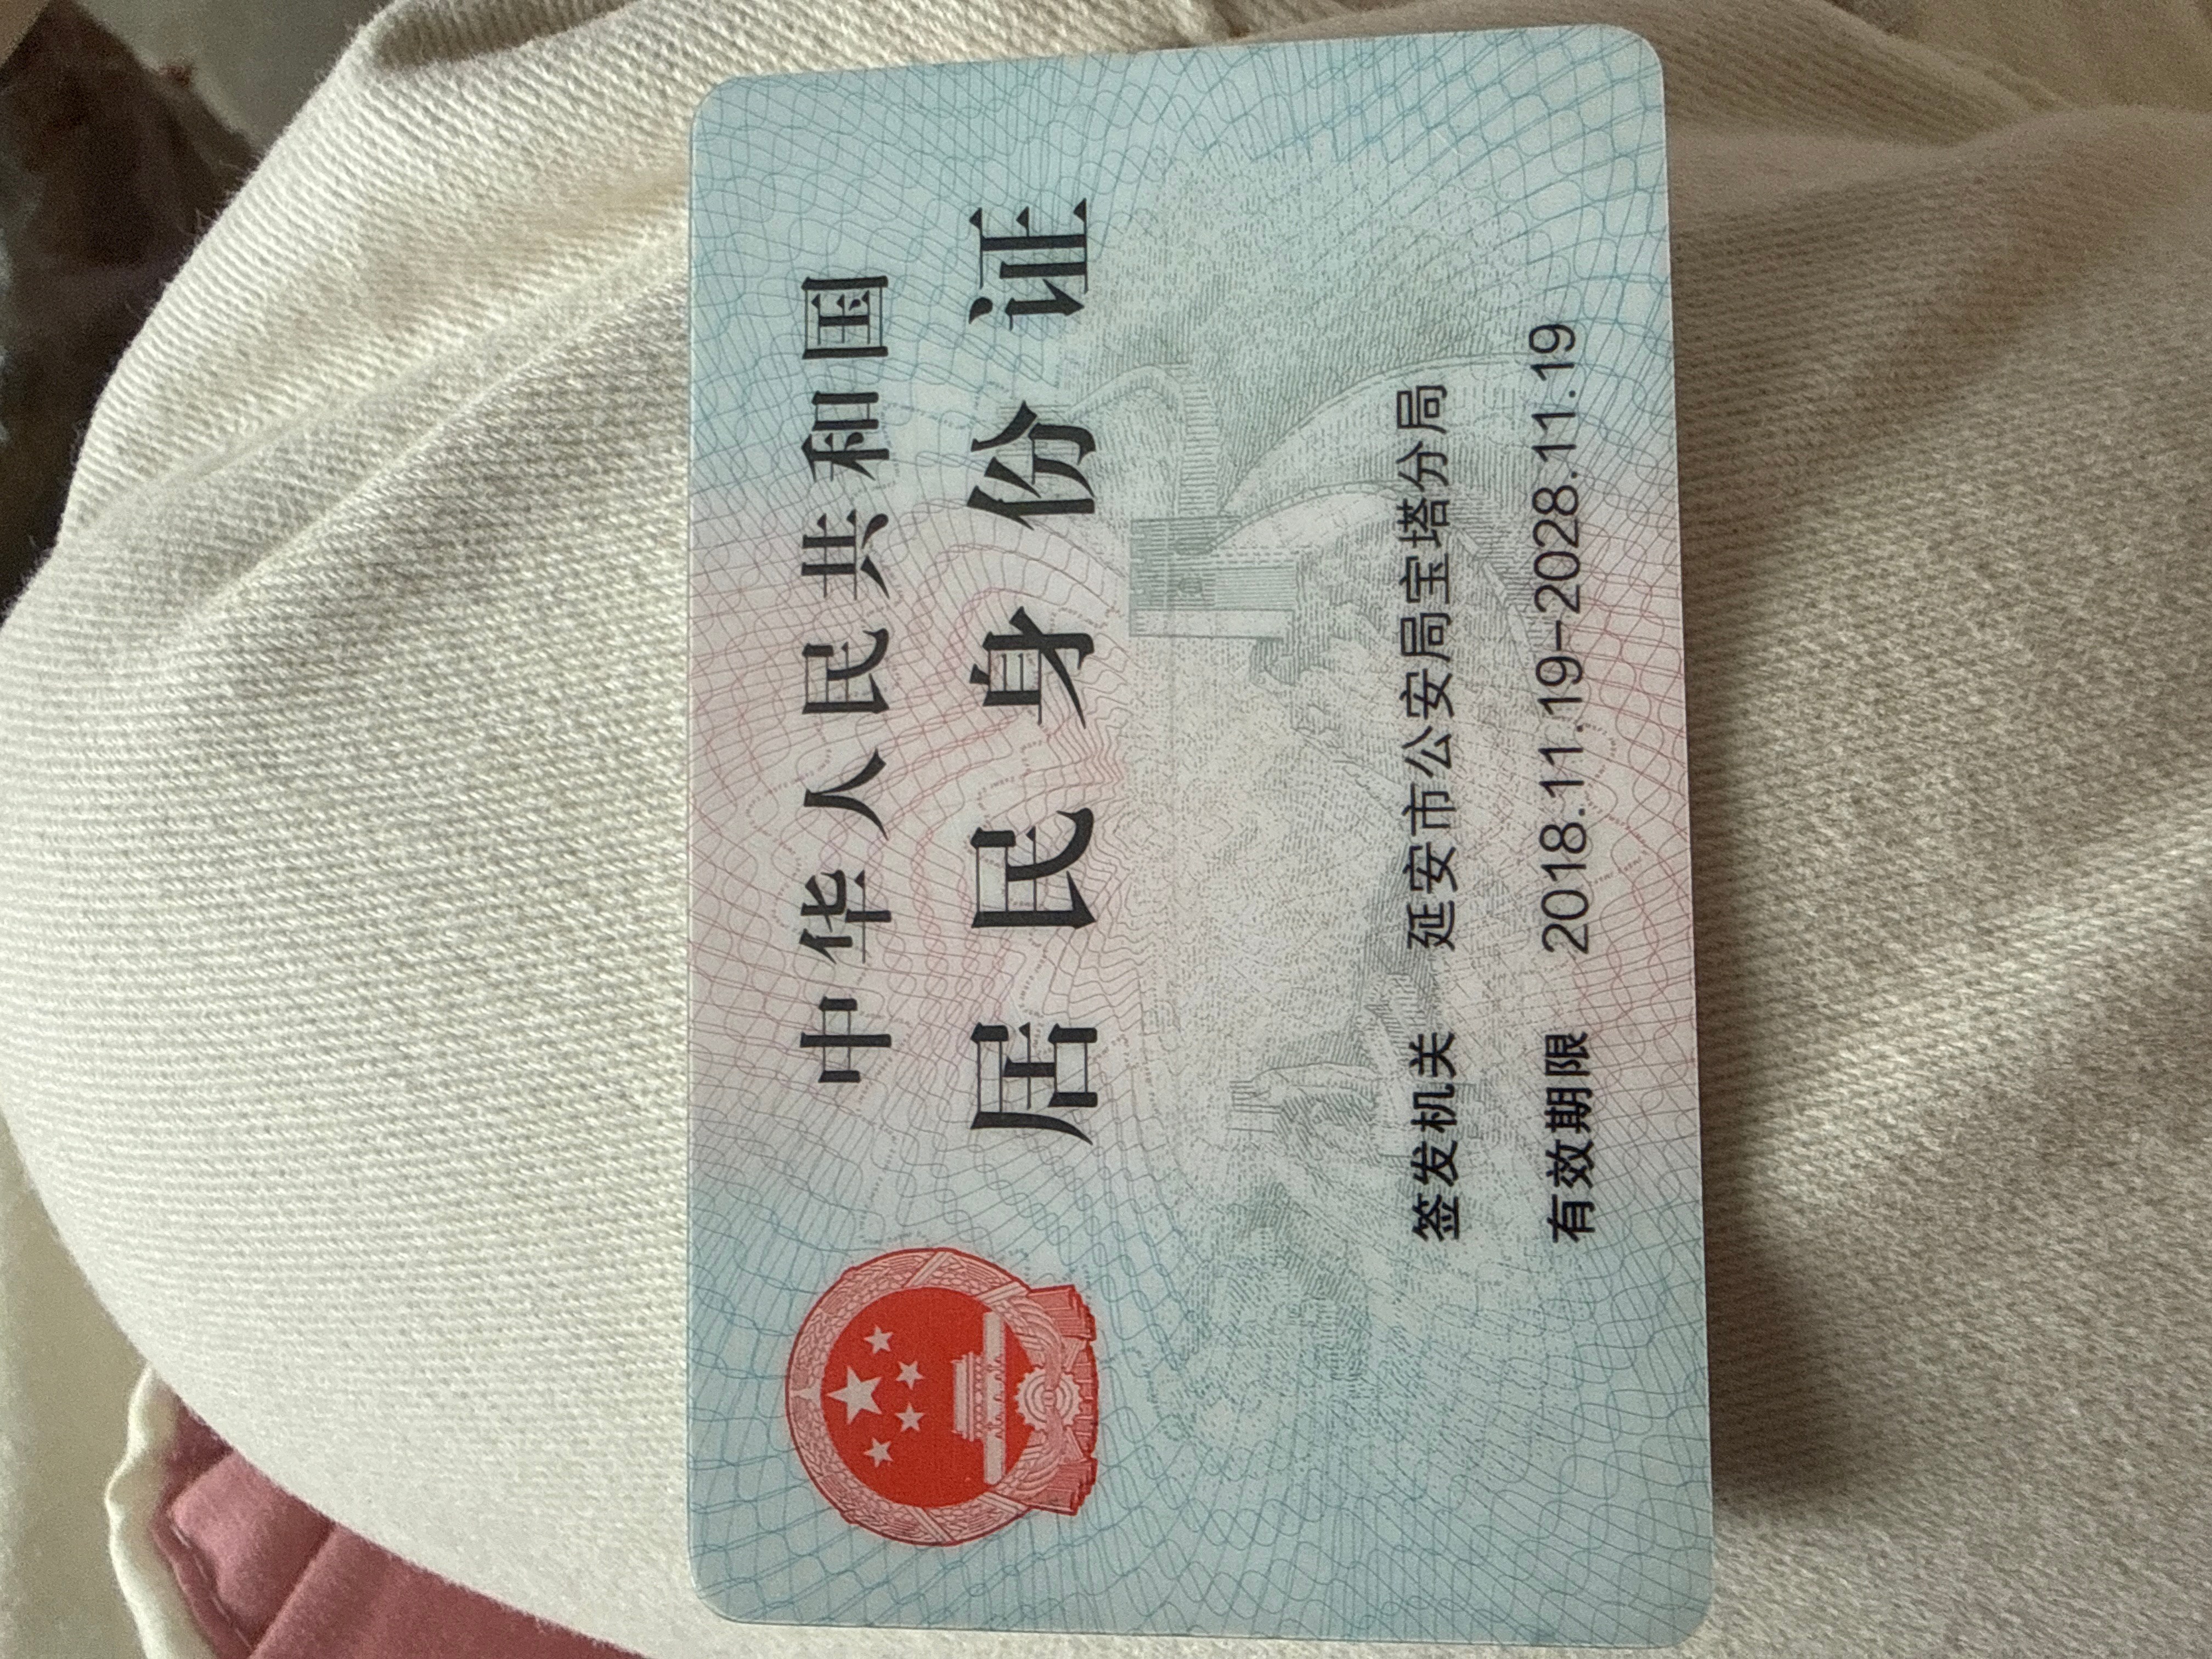 中华人民共和国
居民身份证
签发机关 延安市公安局宝塔分局
有效期限 2018.11.19-2028.11.19